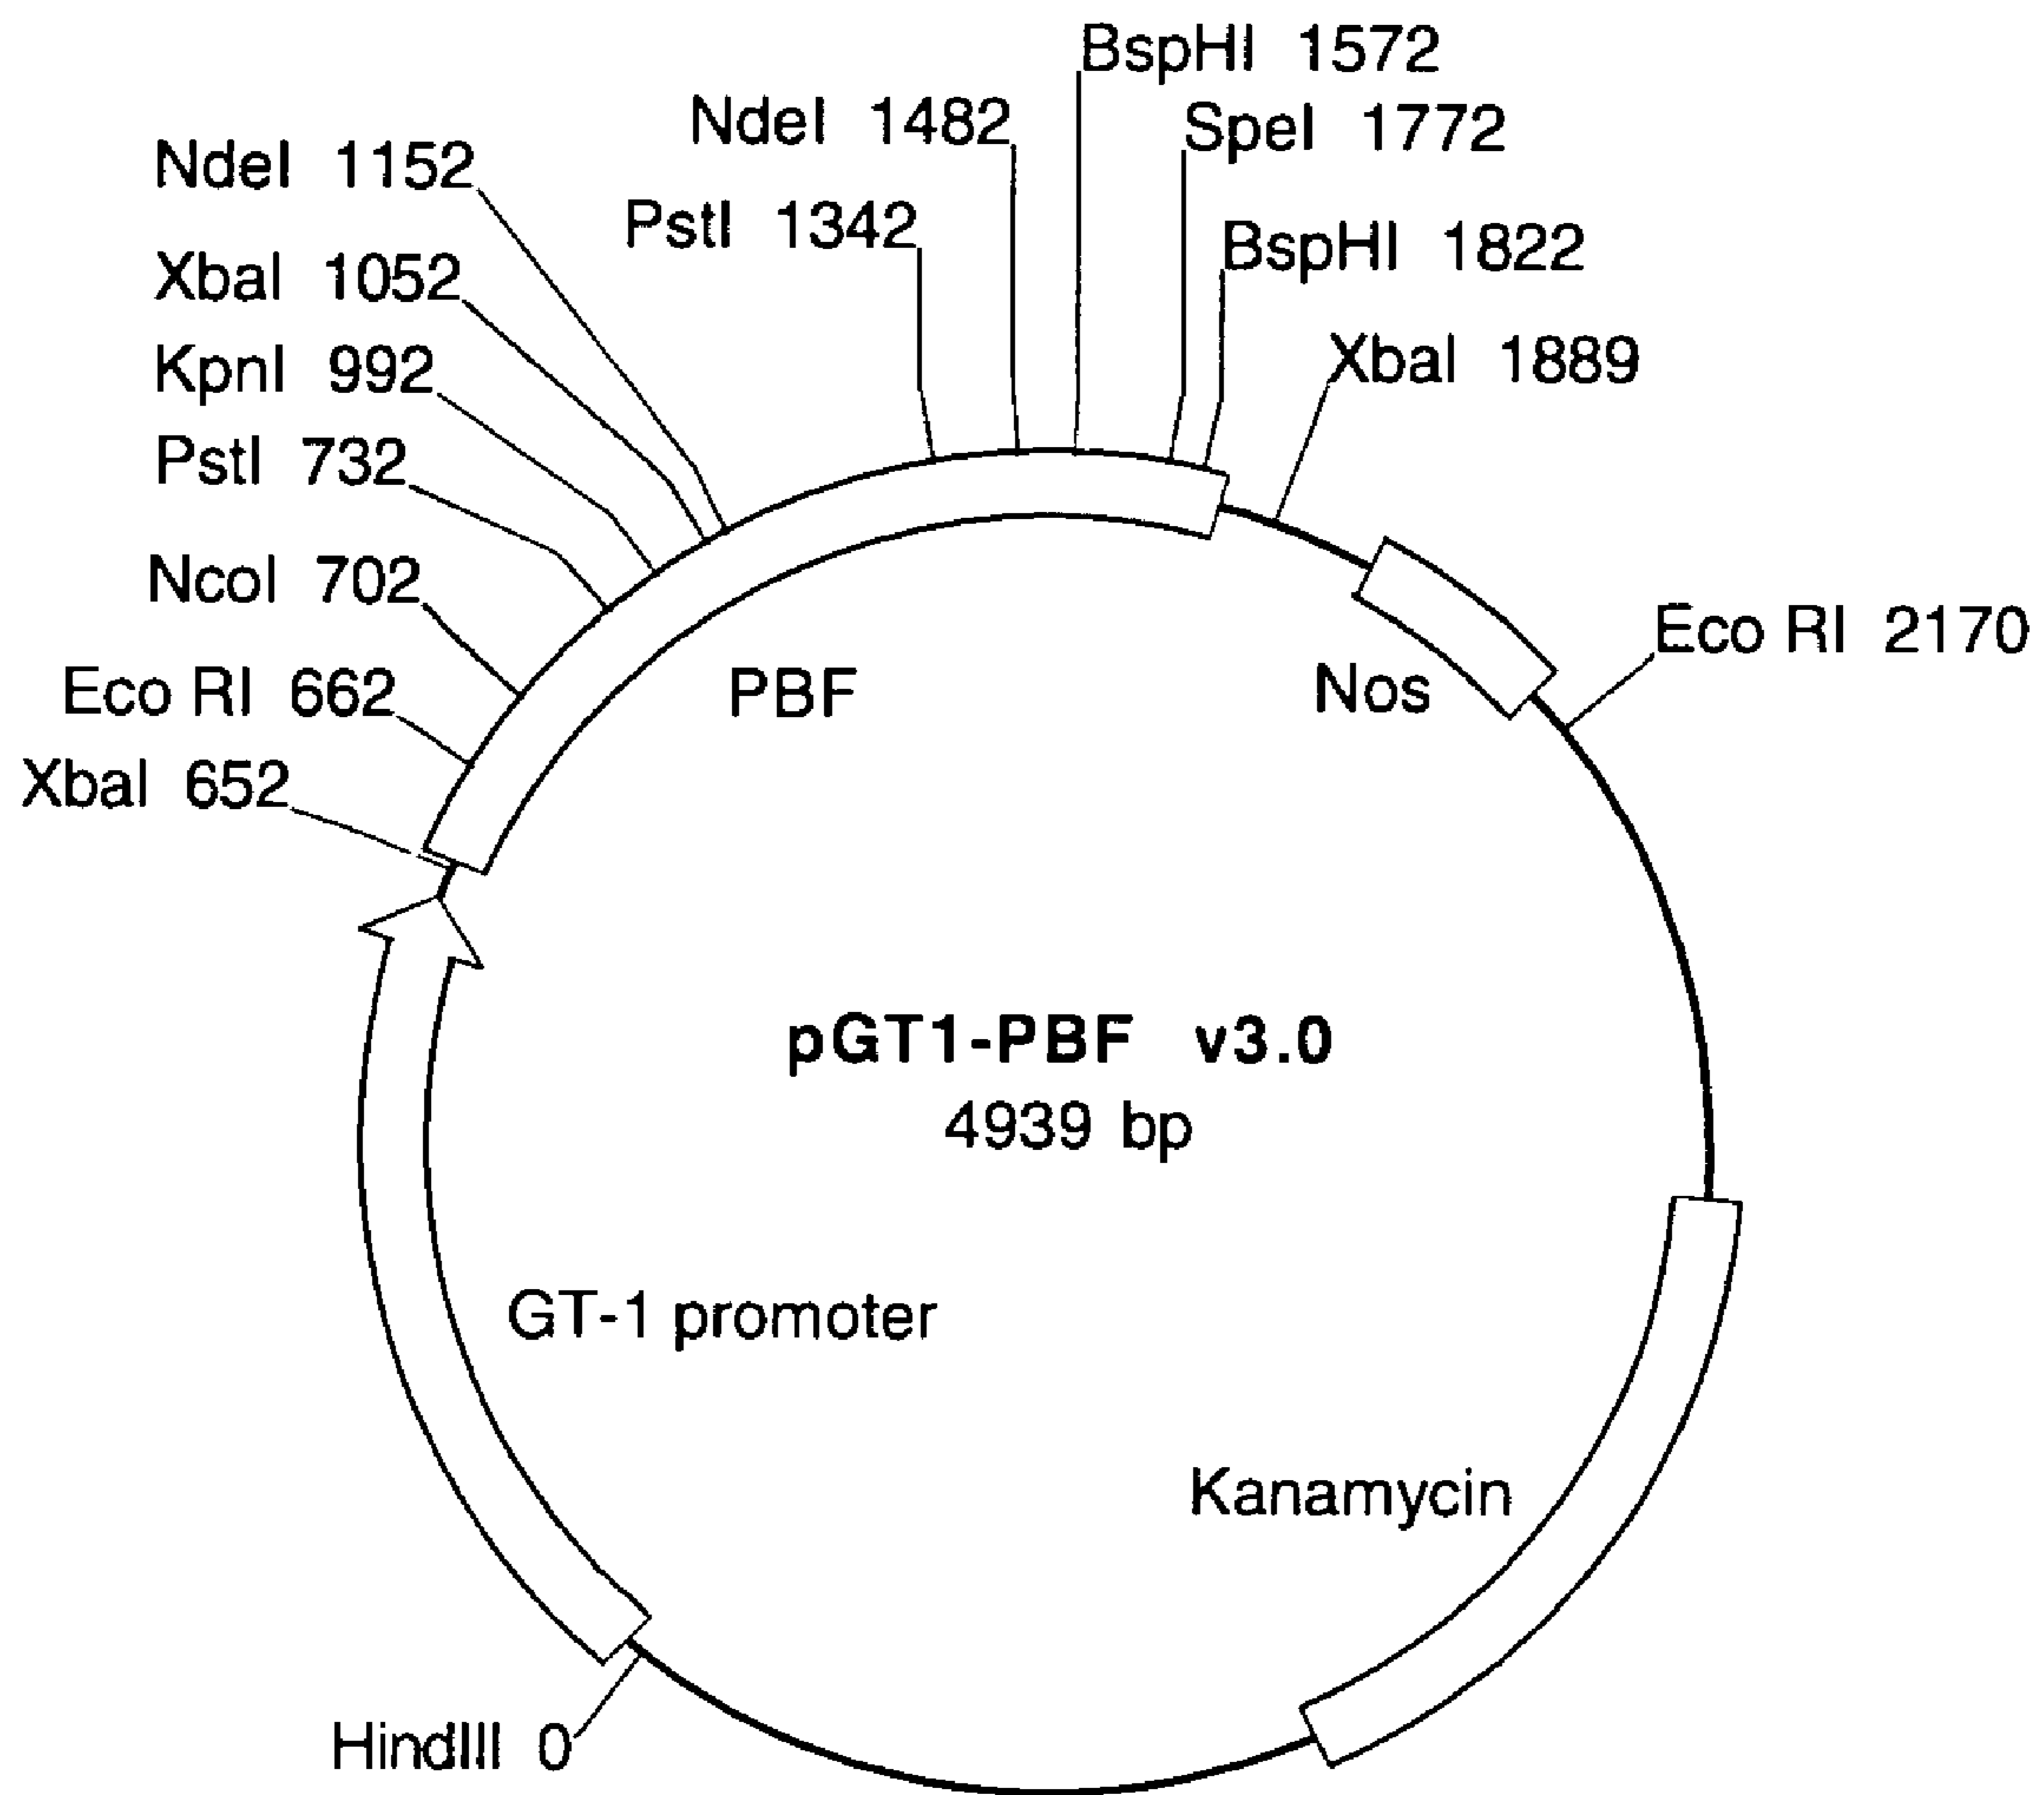 BspHI 1572
NdeI 1482
SpeI 1772
NdeI 1152
PstI 1342
BspHI 1822
XbaI 1052
XbaI 1889
KpnI 992
PstI 732
NcoI 702
Eco RI 2170
Eco RI 662
PBF
Nos
XbaI 652
pGT1-PBF v3.0
4939 bp
GT-1 promoter
Kanamycin
HindIII 0